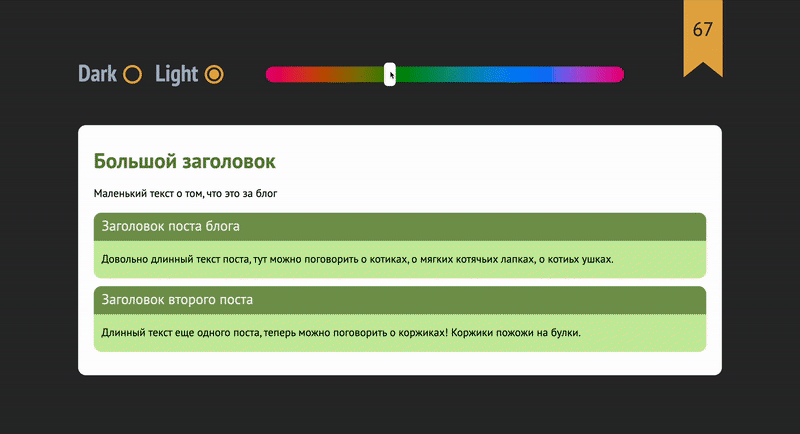 67
Dark Light
Большой заголовок
Маленький текст о том, что это за блог
Заголовок поста блога
Довольно длинный текст поста, тут можно поговорить о котиках, о мягких котячьих лапках, о котиьх ушках.
Заголовок второго поста
Длинный текст еще одного поста, теперь можно поговорить о коржиках! Коржики пожожи на булки.